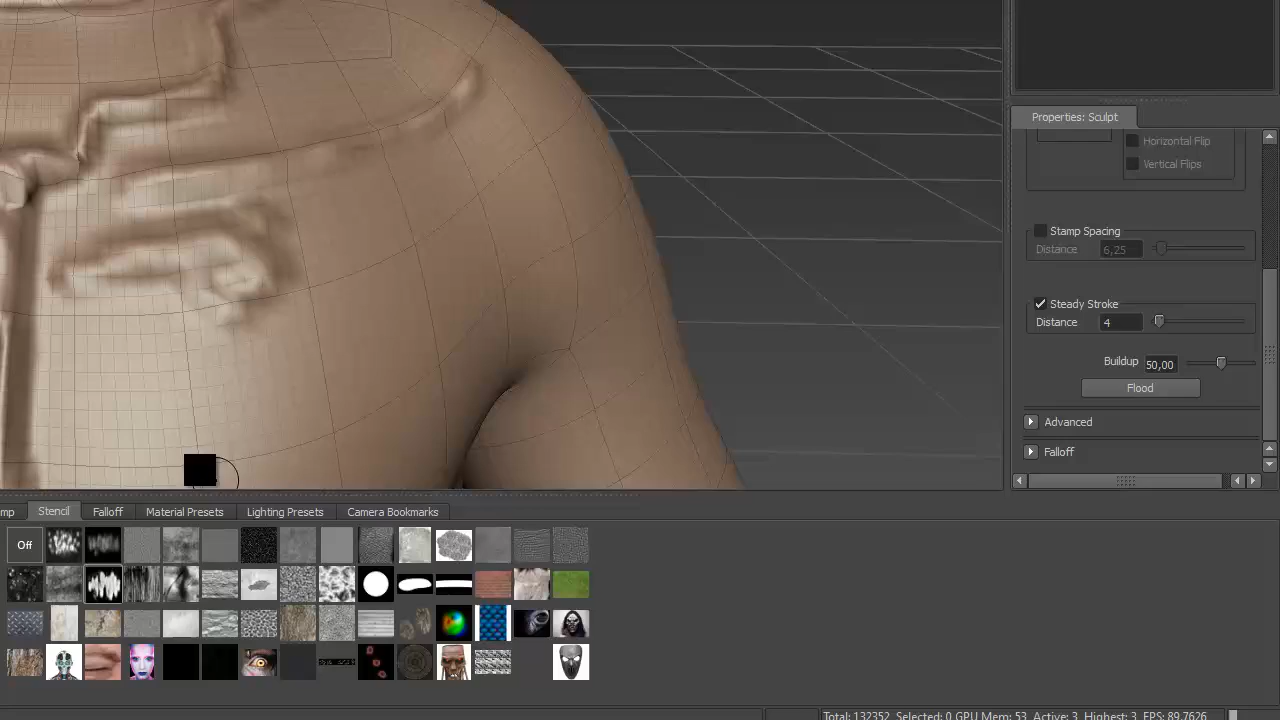 Properties: Sculpt
Horizontal Flip
Vertical Flips
Stamp Spacing
Distance 6,25
Steady Stroke
Distance 4
Buildup 50,00
Flood
Advanced
Falloff
mp Stencil Falloff Material Presets Lighting Presets Camera Bookmarks
Off
Total: 132352 Selected: 0 GPU Mem: 53 Active: 3, Highest: 3, FPS: 89.7626